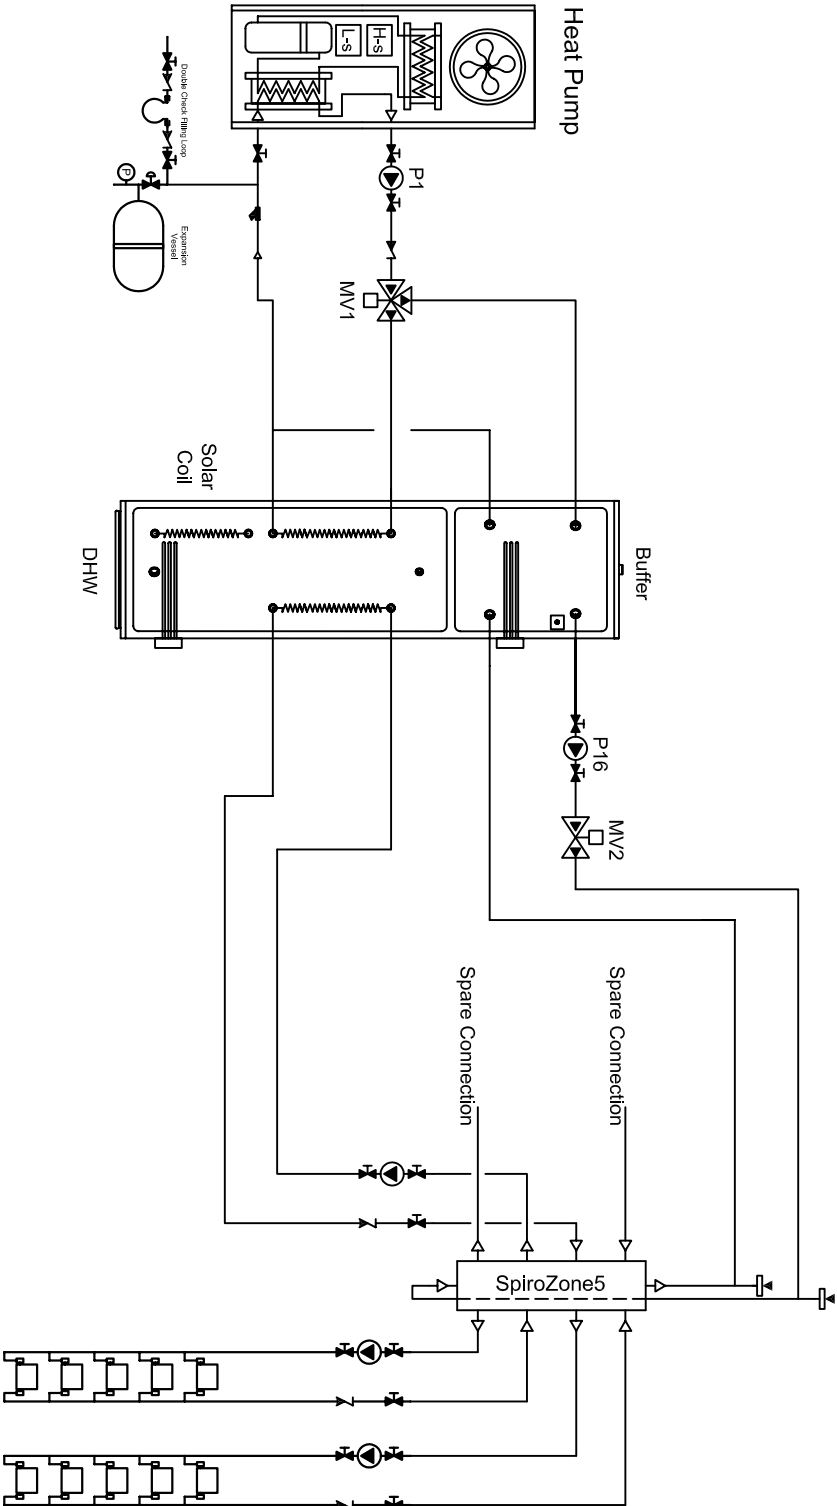 Heat Pump
H-s
L-s
Double Check Filling Loop
P1
P
Expansion
Vessel
MV1
Solar
Coil
DHW
Buffer
P16
MV2
Spare Connection
Spare Connection
SpiroZone5